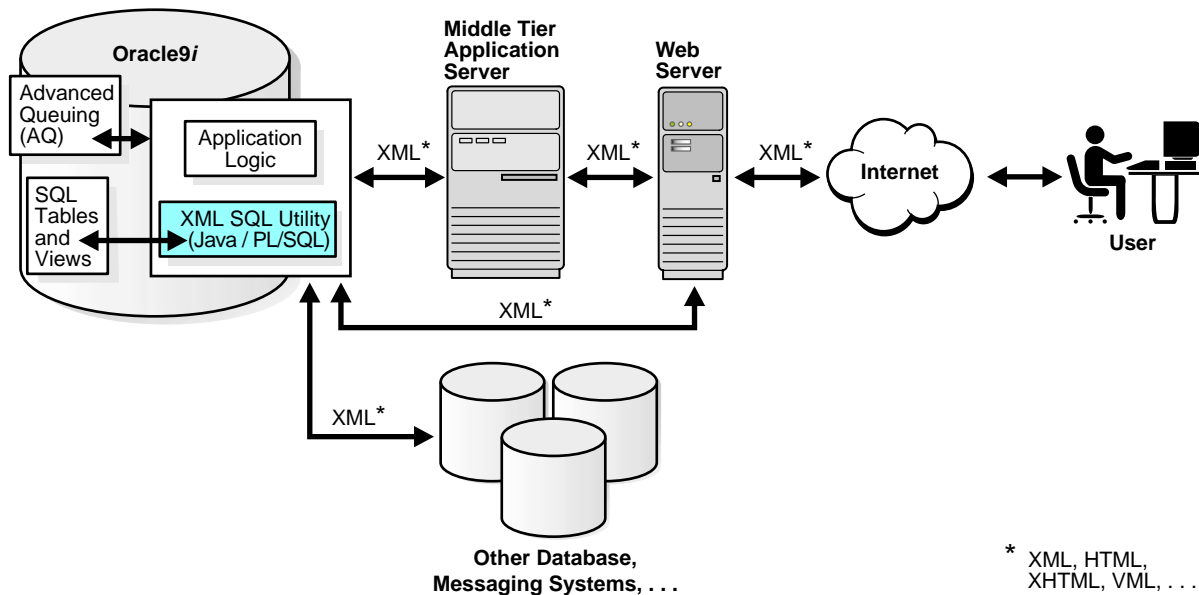 Oracle9i
Advanced
Queuing
(AQ)
Application
Logic
SQL
Tables
and
Views
XML SQL Utility
(Java / PL/SQL)
XML*
Middle Tier
Application
Server
XML*
Web
Server
XML*
Internet
User
XML*
XML*
Other Database,
Messaging Systems, . . .
* XML, HTML,
XHTML, VML, . . .